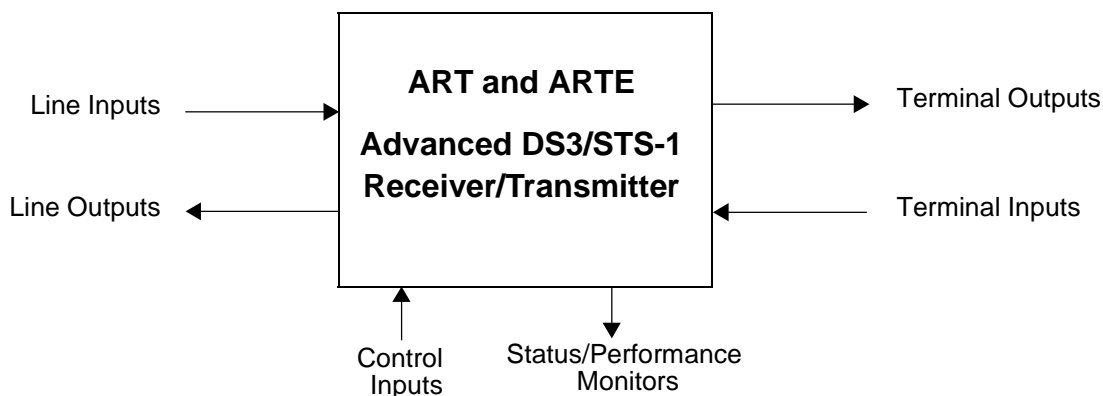 ART and ARTE
Advanced DS3/STS-1
Receiver/Transmitter
Line Inputs
Terminal Outputs
Line Outputs
Terminal Inputs
Control
Inputs
Status/Performance
Monitors